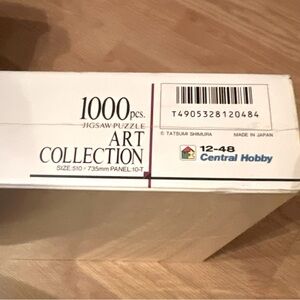 1000pcs.
JIGSAW PUZZLE
ART
COLLECTION
SIZE 510×735mm PANEL 10-T
T4905328120484
© TATSUMI SHIMURA MADE IN JAPAN
12-48
Central Hobby